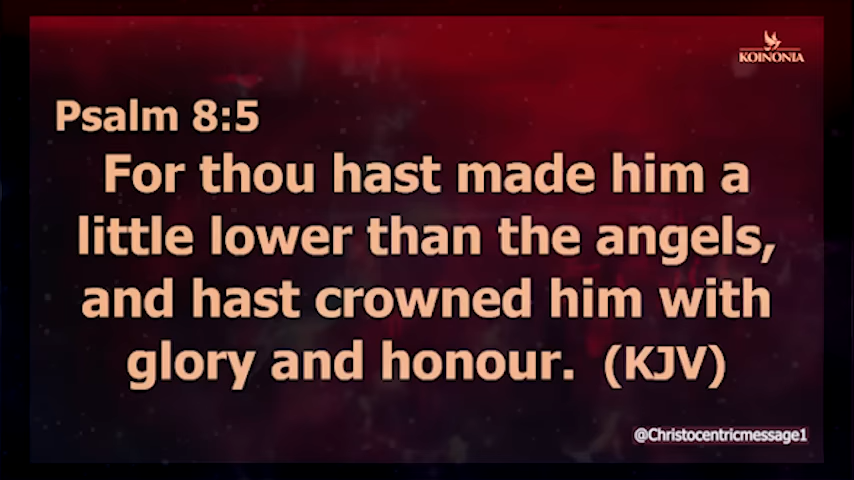 KOINONIA
Psalm 8:5
For thou hast made him a
little lower than the angels,
and hast crowned him with
glory and honour. (KJV)
@Christocentricmessage1